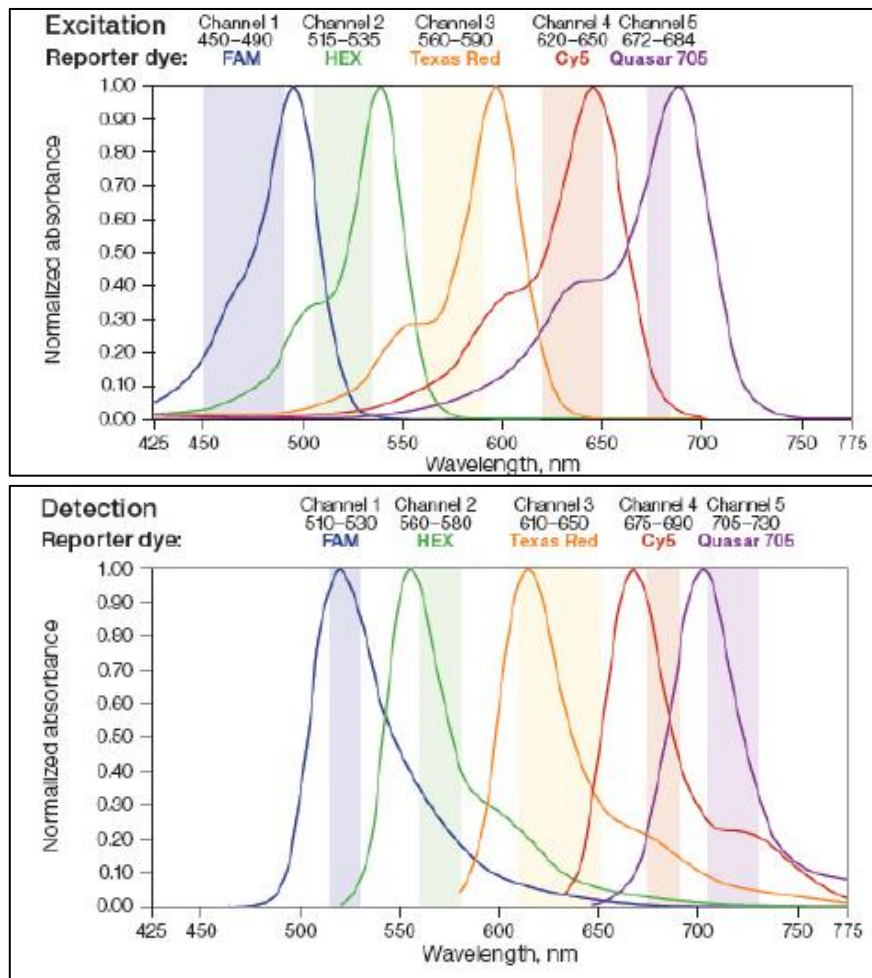 Excitation Channel 1 Channel 2 Channel 3 Channel 4 Channel 5
450–490 515–535 560–590 620–650 672–684
Reporter dye: FAM HEX Texas Red Cy5 Quasar 705
1.00
0.90
0.80
0.70
0.60
0.50
0.40
0.30
0.20
0.10
0.00
Normalized absorbance
425 450 500 550 600 650 700 750 775
Wavelength, nm
Detection Channel 1 Channel 2 Channel 3 Channel 4 Channel 5
510–530 560–580 610–650 675–690 705–730
Reporter dye: FAM HEX Texas Red Cy5 Quasar 705
1.00
0.90
0.80
0.70
0.60
0.50
0.40
0.30
0.20
0.10
0.00
Normalized absorbance
425 450 500 550 600 650 700 750 775
Wavelength, nm